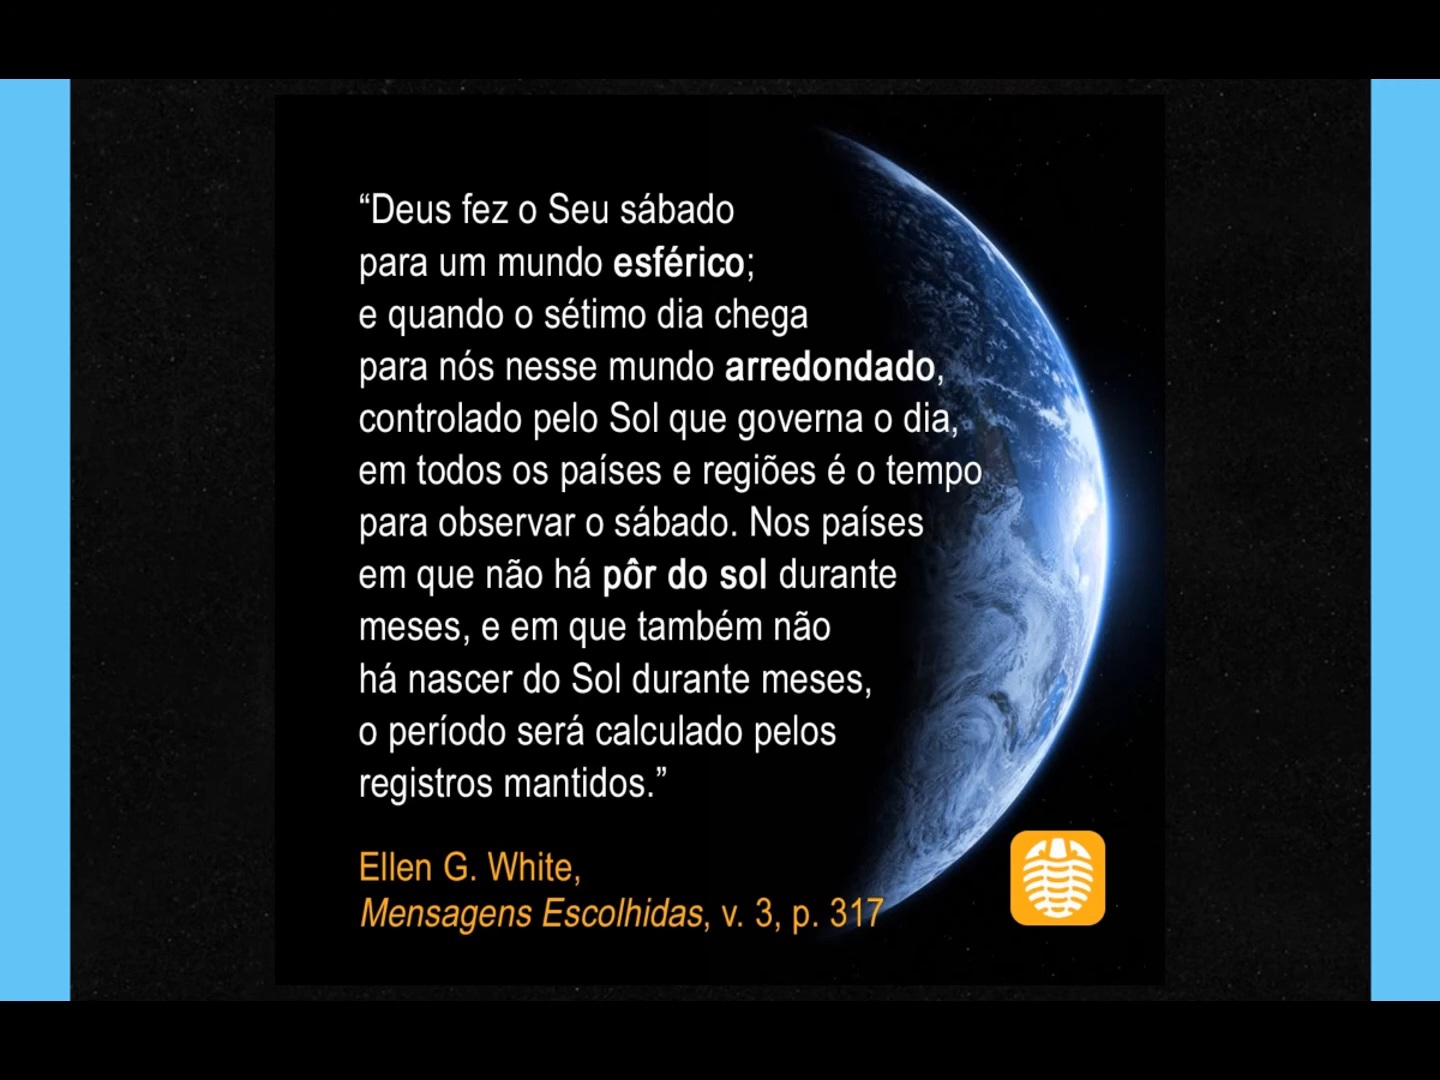 “Deus fez o Seu sábado
para um mundo esférico;
e quando o sétimo dia chega
para nós nesse mundo arredondado,
controlado pelo Sol que governa o dia,
em todos os países e regiões é o tempo
para observar o sábado. Nos países
em que não há pôr do sol durante
meses, e em que também não
há nascer do Sol durante meses,
o período será calculado pelos
registros mantidos.”
Ellen G. White,
Mensagens Escolhidas, v. 3, p. 317